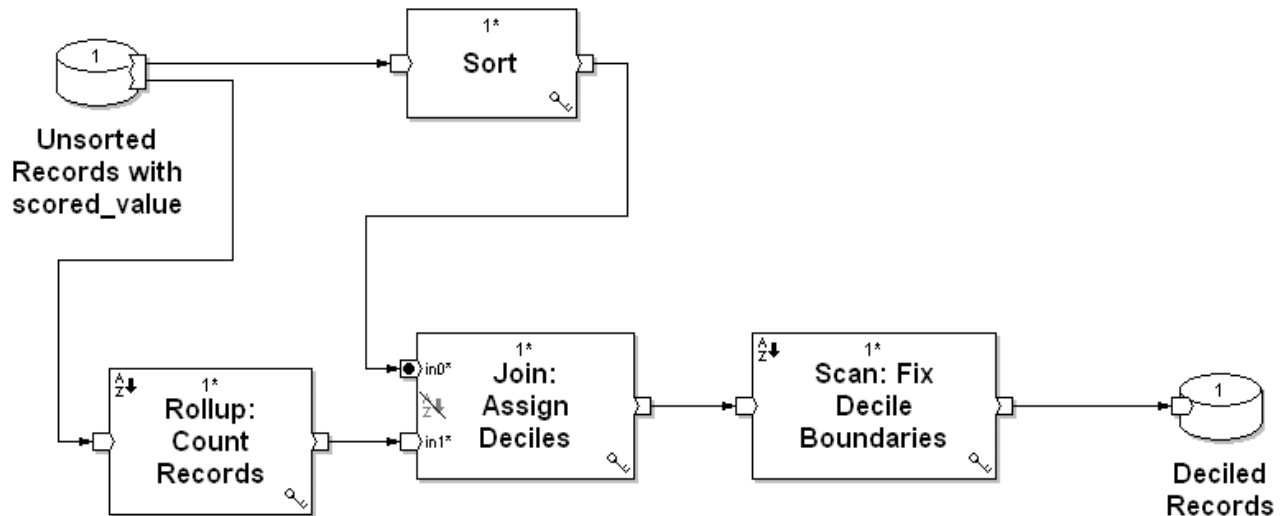 1
Unsorted
Records with
scored_value
1*
Sort
A
Z
1*
Rollup:
Count
Records
in0*
in1*
A
Z
1*
Join:
Assign
Deciles
A
Z
1*
Scan: Fix
Decile
Boundaries
1
Deciled
Records